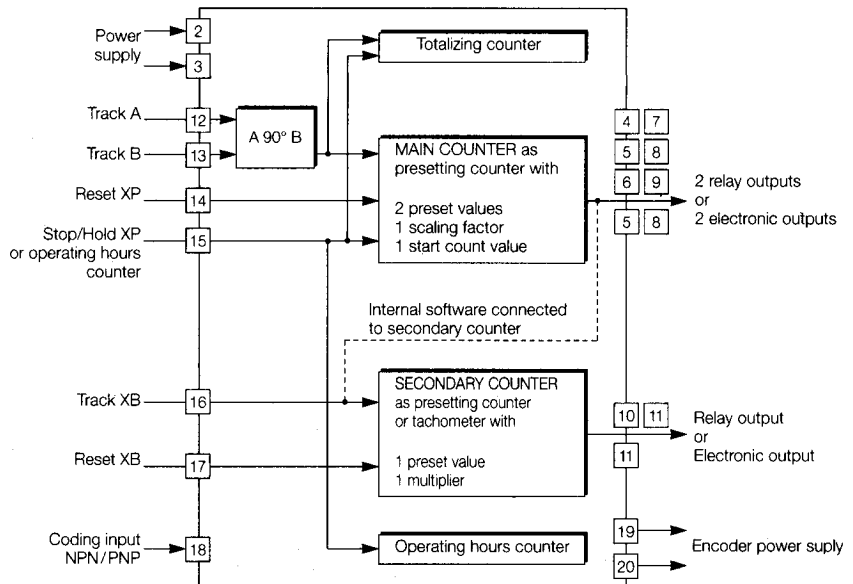 Power
supply
2
3
Totalizing counter
Track A
12
Track B
13
A 90° B
Reset XP
14
Stop/Hold XP
or operating hours
counter
15
MAIN COUNTER as
presetting counter with
2 preset values
1 scaling factor
1 start count value
4 7
5 8
6 9
5 8
2 relay outputs
or
2 electronic outputs
Internal software connected
to secondary counter
Track XB
16
Reset XB
17
SECONDARY COUNTER
as presetting counter
or tachometer with
1 preset value
1 multiplier
10 11
11
Relay output
or
Electronic output
Coding input
NPN/PNP
18
Operating hours counter
19
20
Encoder power suply